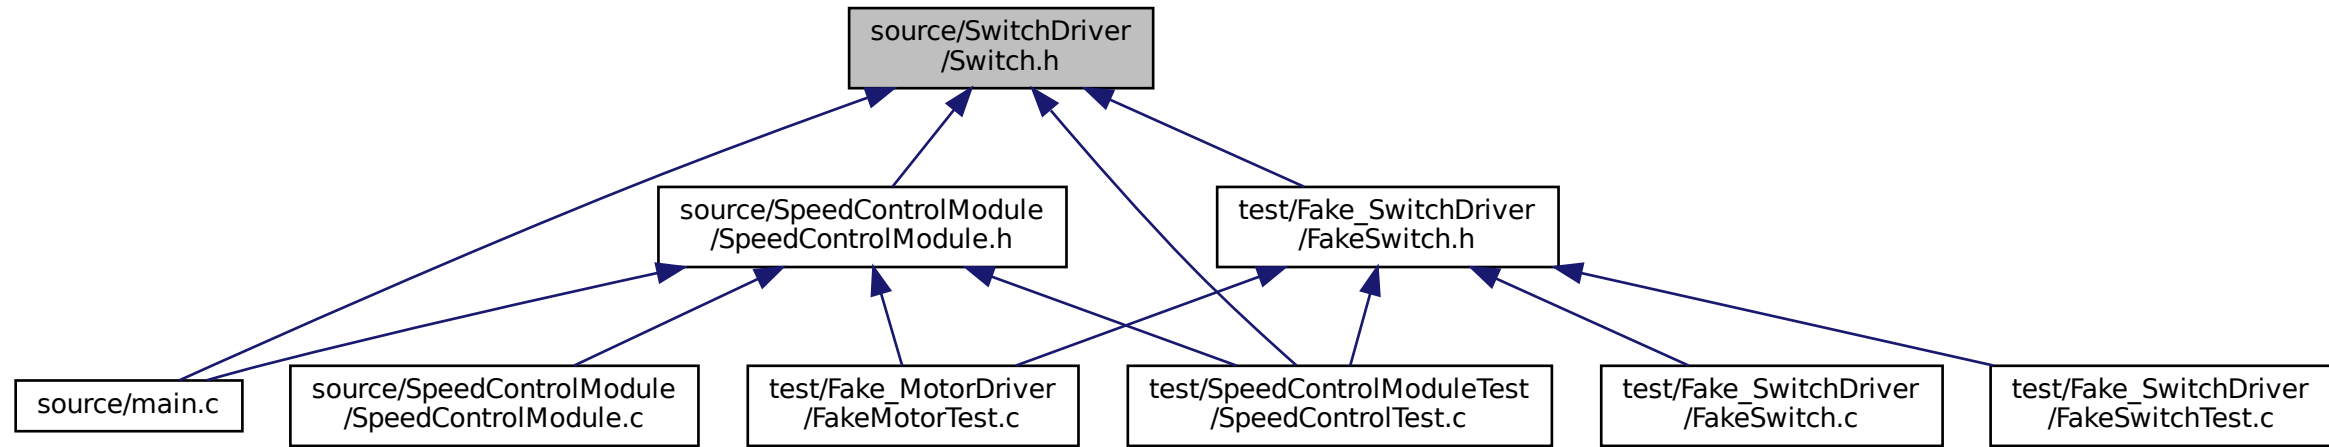 source/SwitchDriver
/Switch.h
source/SpeedControlModule
/SpeedControlModule.h
test/Fake_SwitchDriver
/FakeSwitch.h
source/main.c
source/SpeedControlModule
/SpeedControlModule.c
test/Fake_MotorDriver
/FakeMotorTest.c
test/SpeedControlModuleTest
/SpeedControlTest.c
test/Fake_SwitchDriver
/FakeSwitch.c
test/Fake_SwitchDriver
/FakeSwitchTest.c